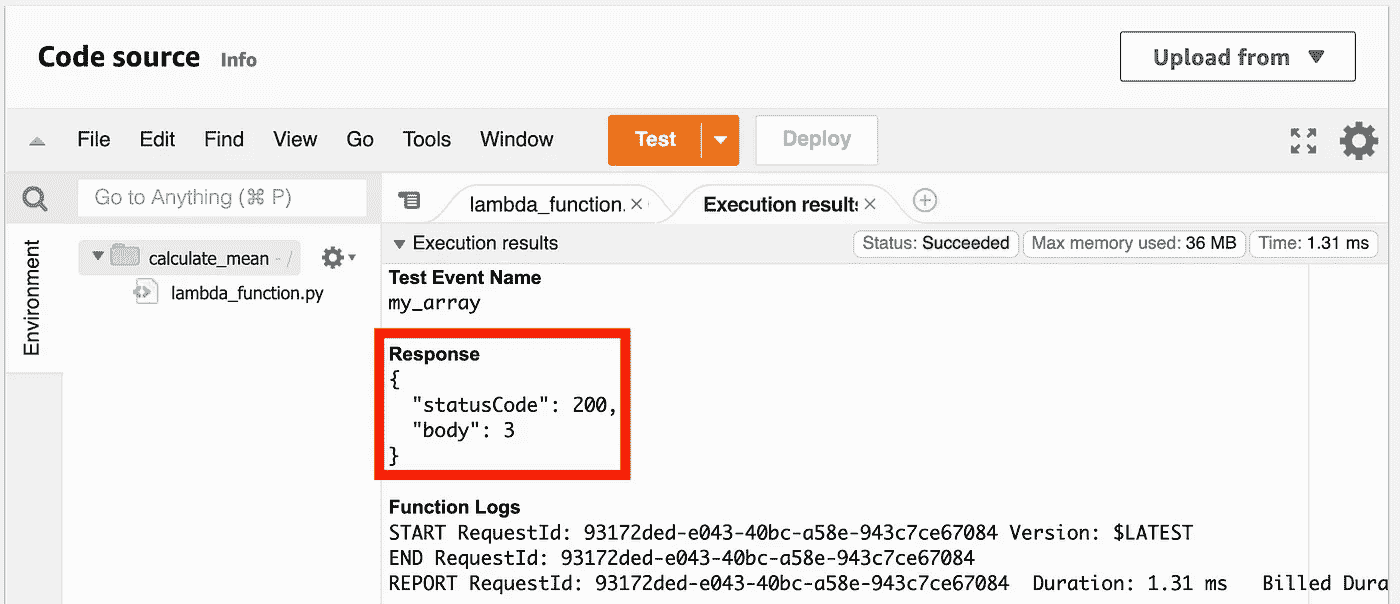 Code source Info
Upload from
File Edit Find View Go Tools Window Test Deploy
Go to Anything (⌘ P)
lambda_function. × Execution results ×
Environment
calculate_mean - /
lambda_function.py
Execution results Status: Succeeded Max memory used: 36 MB Time: 1.31 ms
Test Event Name
my_array
Response
{
"statusCode": 200,
"body": 3
}
Function Logs
START RequestId: 93172ded-e043-40bc-a58e-943c7ce67084 Version: $LATEST
END RequestId: 93172ded-e043-40bc-a58e-943c7ce67084
REPORT RequestId: 93172ded-e043-40bc-a58e-943c7ce67084 Duration: 1.31 ms Billed Dura